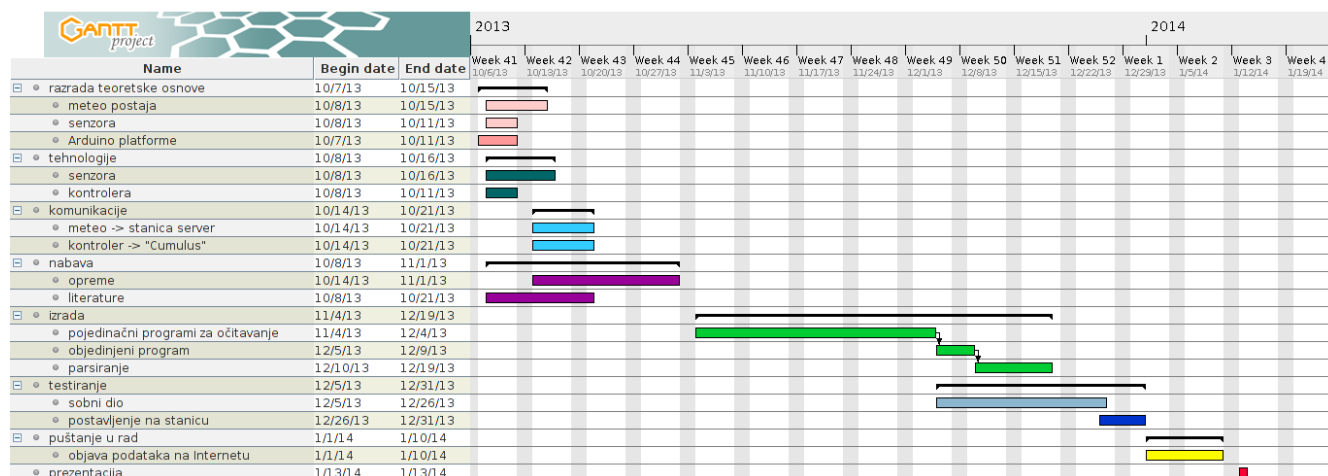 GANTT
project
2013
2014
Name Begin date End date
Week 41 Week 42 Week 43 Week 44 Week 45 Week 46 Week 47 Week 48 Week 49 Week 50 Week 51 Week 52 Week 1 Week 2 Week 3 Week 4
10/6/13 10/13/13 10/20/13 10/27/13 11/3/13 11/10/13 11/17/13 11/24/13 12/1/13 12/8/13 12/15/13 12/22/13 12/29/13 1/5/14 1/12/14 1/19/14
razrada teoretske osnove 10/7/13 10/15/13
meteo postaja 10/8/13 10/15/13
senzora 10/8/13 10/11/13
Arduino platforme 10/7/13 10/11/13
tehnologije 10/8/13 10/16/13
senzora 10/8/13 10/16/13
kontrolera 10/8/13 10/11/13
komunikacije 10/14/13 10/21/13
meteo -> stanica server 10/14/13 10/21/13
kontroler -> "Cumulus" 10/14/13 10/21/13
nabava 10/8/13 11/1/13
opreme 10/14/13 11/1/13
literature 10/8/13 10/21/13
izrada 11/4/13 12/19/13
pojedinačni programi za očitavanje 11/4/13 12/4/13
objedinjeni program 12/5/13 12/9/13
parsiranje 12/10/13 12/19/13
testiranje 12/5/13 12/31/13
sobni dio 12/5/13 12/26/13
postavljenje na stanicu 12/26/13 12/31/13
puštanje u rad 1/1/14 1/10/14
objava podataka na Internetu 1/1/14 1/10/14
prezentacija 1/13/14 1/13/14